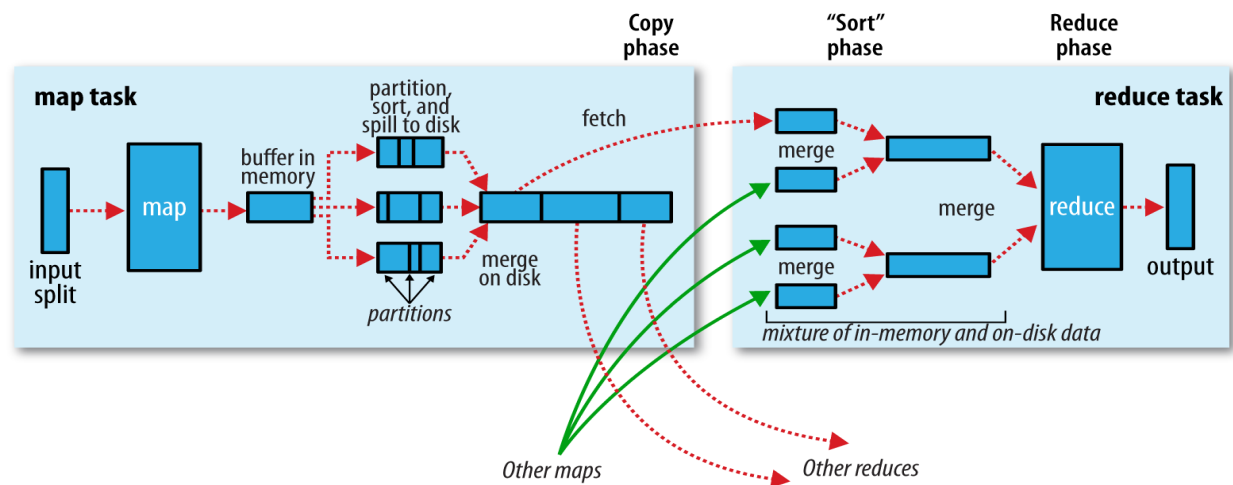 Copy
phase
“Sort”
phase
Reduce
phase
map task
partition,
sort, and
spill to disk
fetch
reduce task
buffer in
memory
map
merge
merge
reduce
input
split
merge
on disk
merge
output
partitions
mixture of in-memory and on-disk data
Other maps
Other reduces